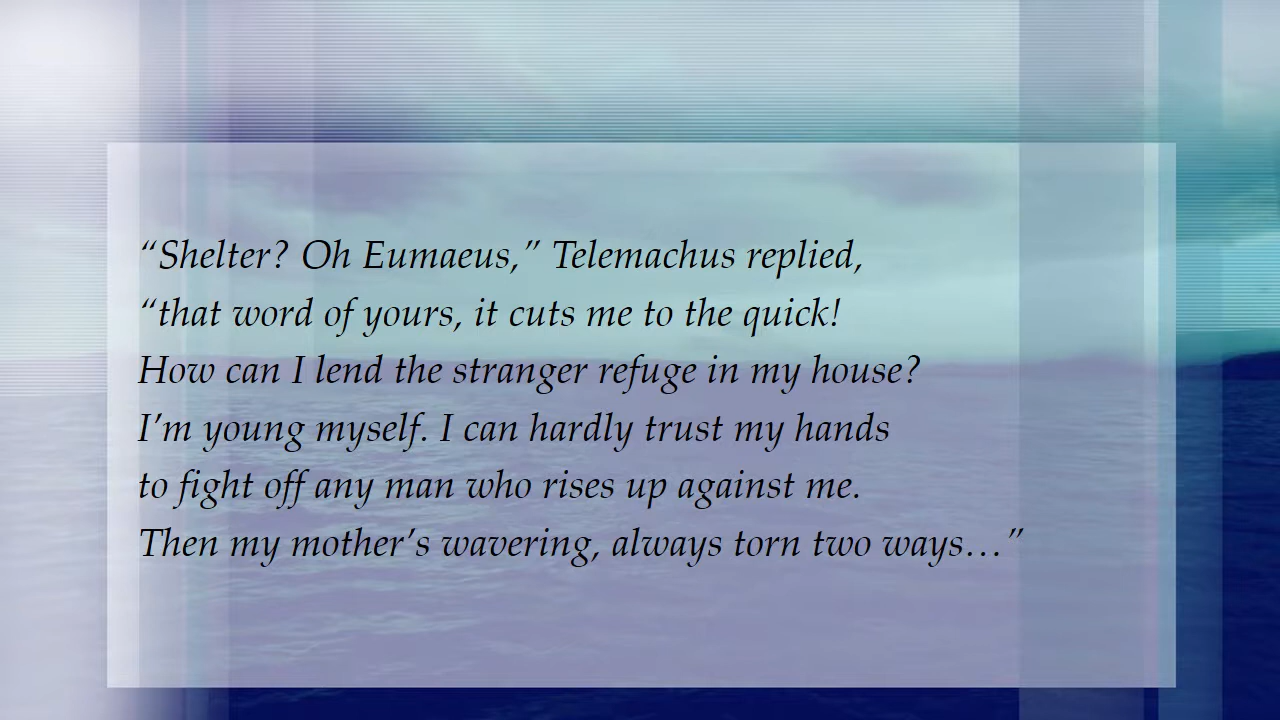 “Shelter? Oh Eumaeus,” Telemachus replied,
“that word of yours, it cuts me to the quick!
How can I lend the stranger refuge in my house?
I’m young myself. I can hardly trust my hands
to fight off any man who rises up against me.
Then my mother’s wavering, always torn two ways…”